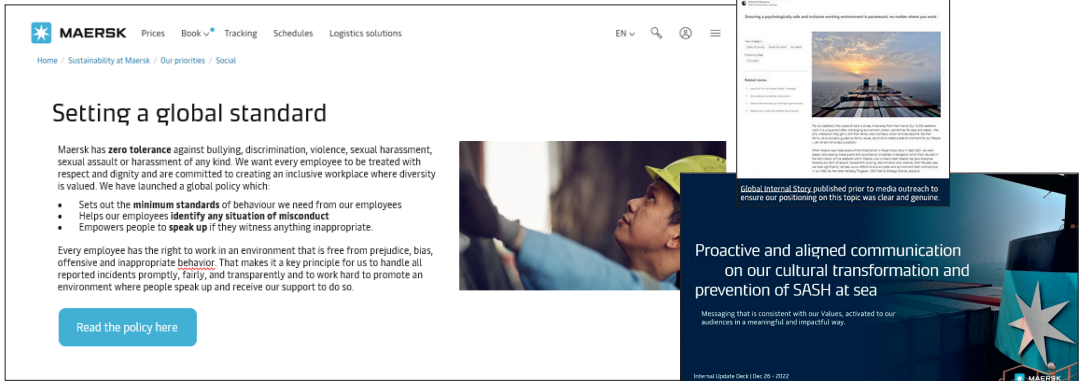 MAERSK
Prices
Book
Tracking
Schedules
Logistics solutions
EN
Home / Sustainability at Maersk / Our priorities / Social
Setting a global standard
Maersk has zero tolerance against bullying, discrimination, violence, sexual harassment,
sexual assault or harassment of any kind. We want every employee to be treated with
respect and dignity and are committed to creating an inclusive workplace where diversity
is valued. We have launched a global policy which:
• Sets out the minimum standards of behaviour we need from our employees
• Helps our employees identify any situation of misconduct
• Empowers people to speak up if they witness anything inappropriate.
Every employee has the right to work in an environment that is free from prejudice, bias,
offensive and inappropriate behavior. That makes it a key principle for us to handle all
reported incidents promptly, fairly, and transparently and to work hard to promote an
environment where people speak up and receive our support to do so.
Read the policy here
Ensuring a psychologically safe and inclusive working environment is paramount, no matter where you work.
Related stories
Global Internal Story published prior to media outreach to
ensure our positioning on this topic was clear and genuine.
Proactive and aligned communication
on our cultural transformation and
prevention of SASH at sea
Messaging that is consistent with our Values, activated to our
audiences in a meaningful and impactful way.
Internal Update Deck | Dec 26 - 2022
MAERSK